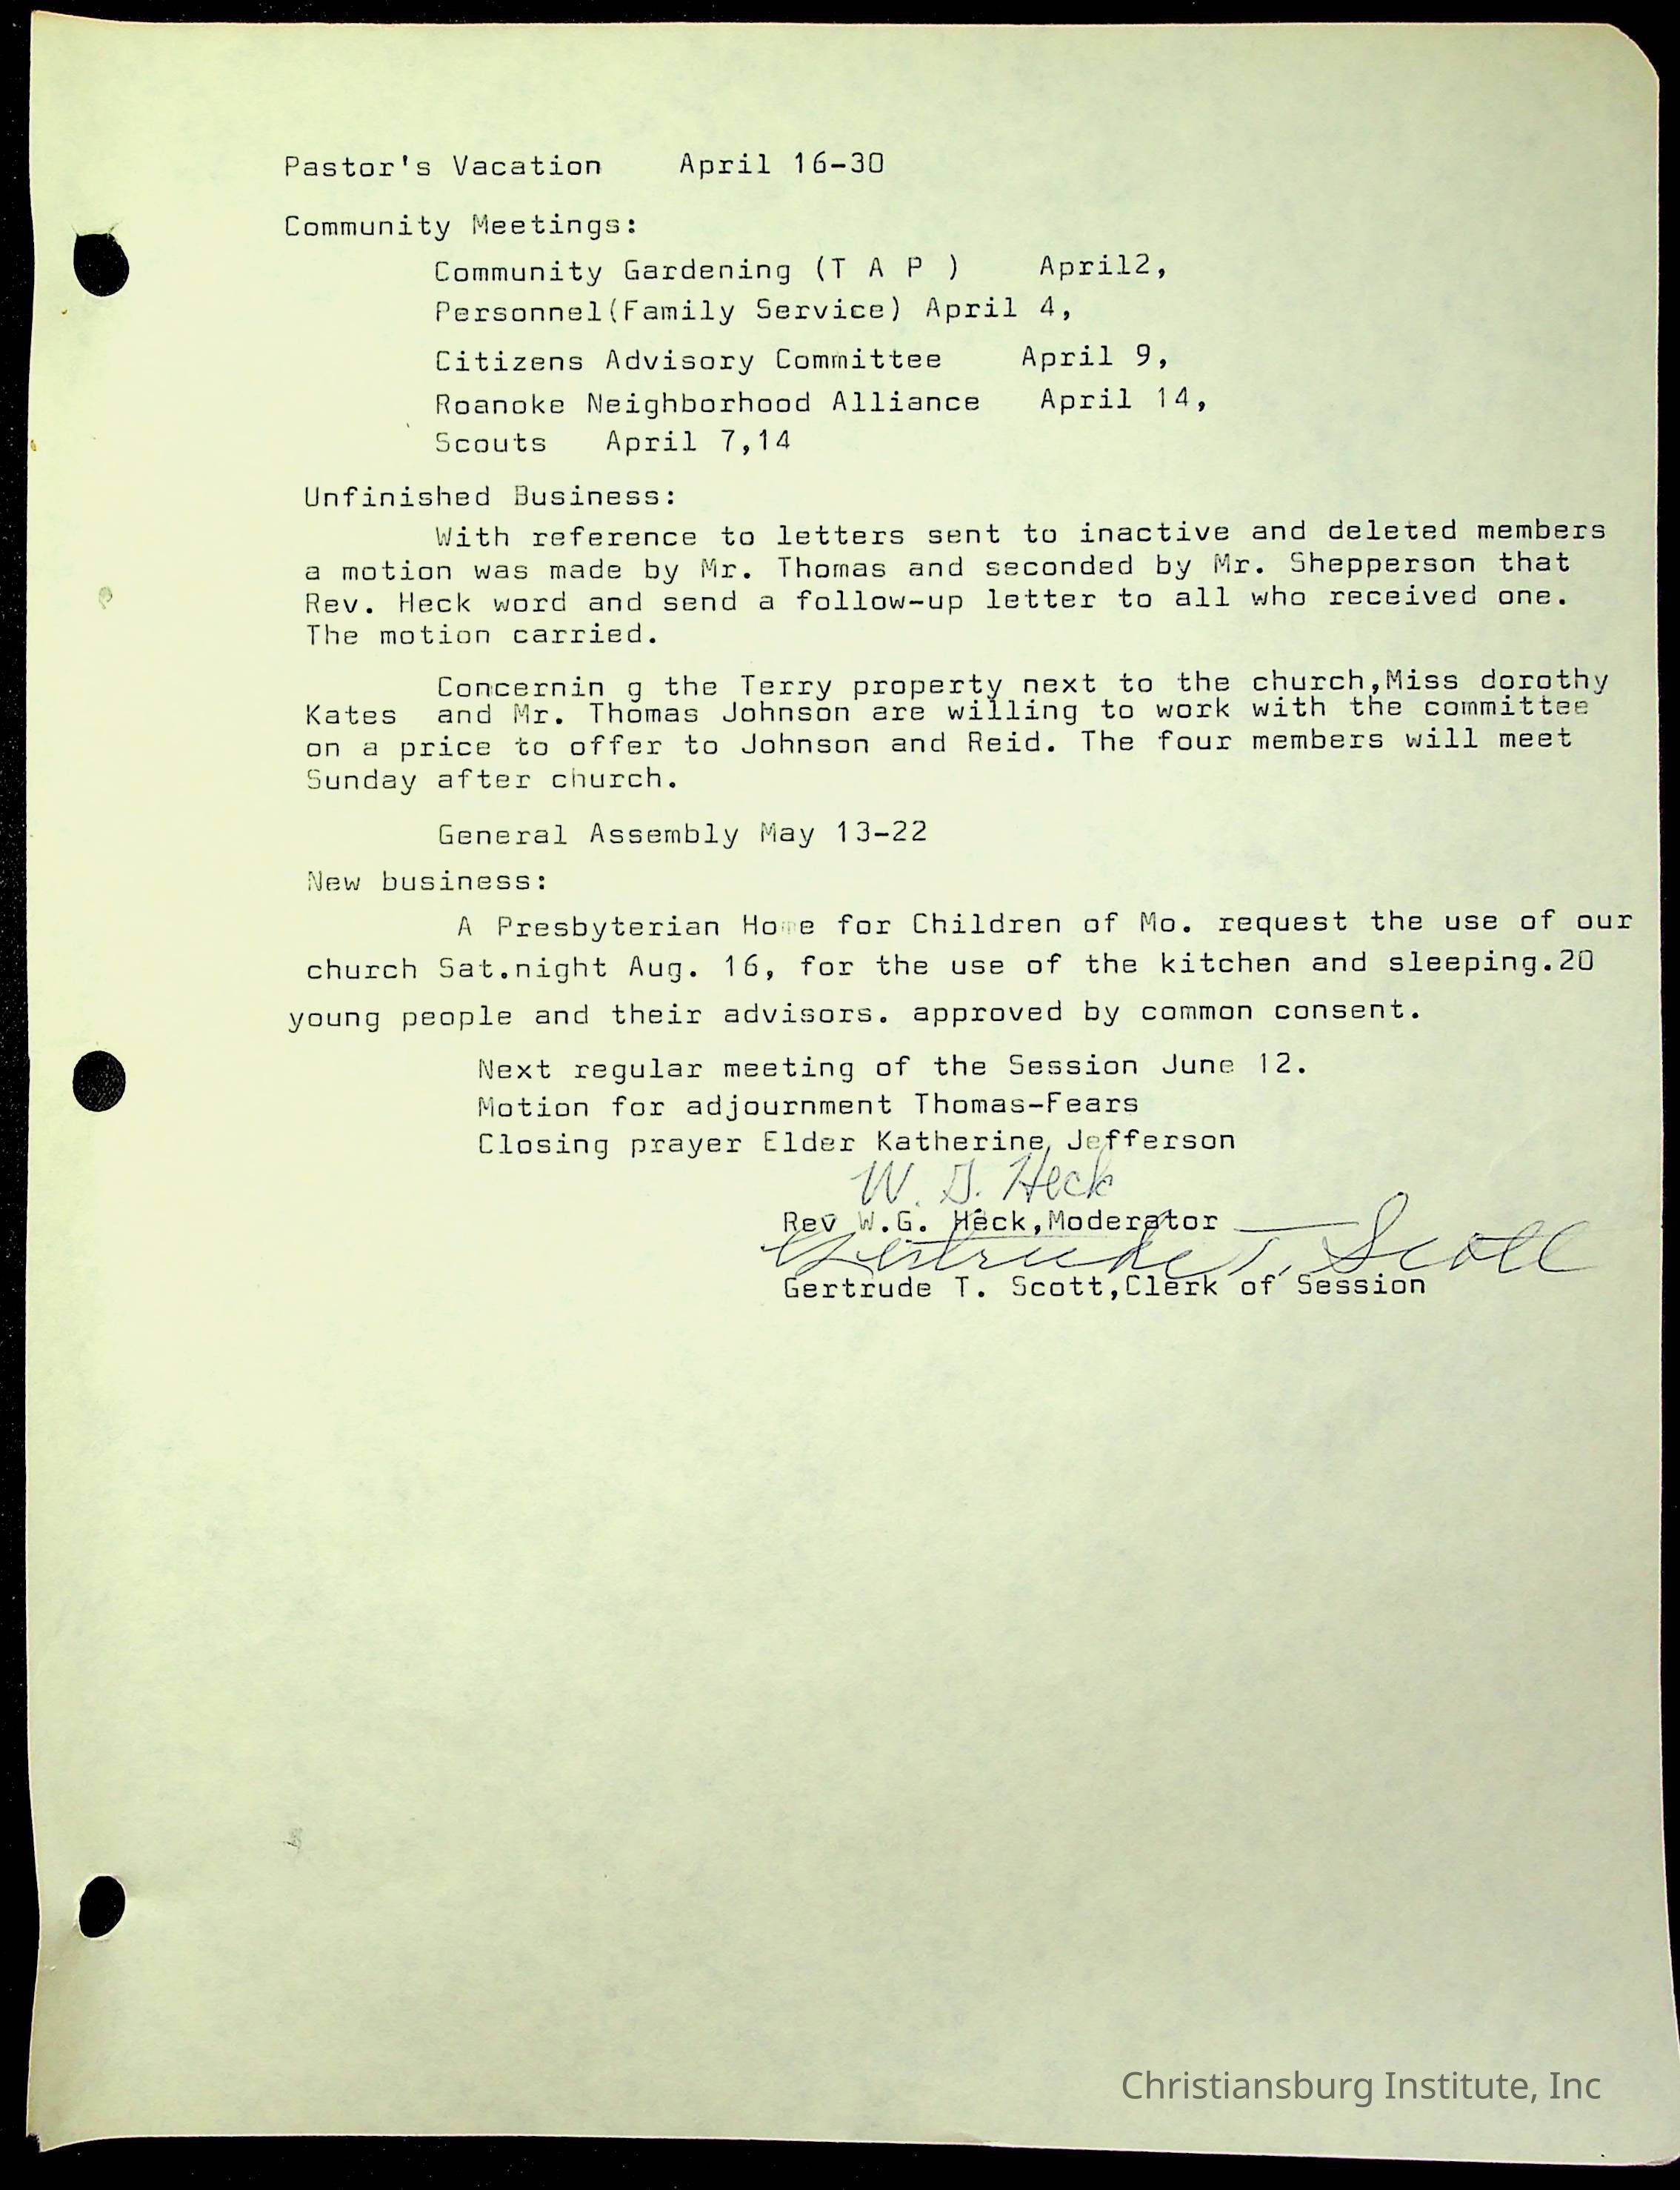 Pastor's Vacation    April 16-30
Community Meetings:
Community Gardening (T A P )    April2,
Personnel(Family Service) April 4,
Citizens Advisory Committee    April 9,
Roanoke Neighborhood Alliance   April 14,
Scouts   April 7,14
Unfinished Business:
With reference to letters sent to inactive and deleted members
a motion was made by Mr. Thomas and seconded by Mr. Shepperson that
Rev. Heck word and send a follow-up letter to all who received one.
The motion carried.
Concernin g the Terry property next to the church,Miss dorothy
Kates  and Mr. Thomas Johnson are willing to work with the committee
on a price to offer to Johnson and Reid. The four members will meet
Sunday after church.
General Assembly May 13-22
New business:
A Presbyterian Home for Children of Mo. request the use of our
church Sat.night Aug. 16, for the use of the kitchen and sleeping.20
young people and their advisors. approved by common consent.
Next regular meeting of the Session June 12.
Motion for adjournment Thomas-Fears
Closing prayer Elder Katherine Jefferson
W. G. Heck
Rev W.G. Heck,Moderator
Gertrude T. Scott
Gertrude T. Scott,Clerk of Session
Christiansburg Institute, Inc